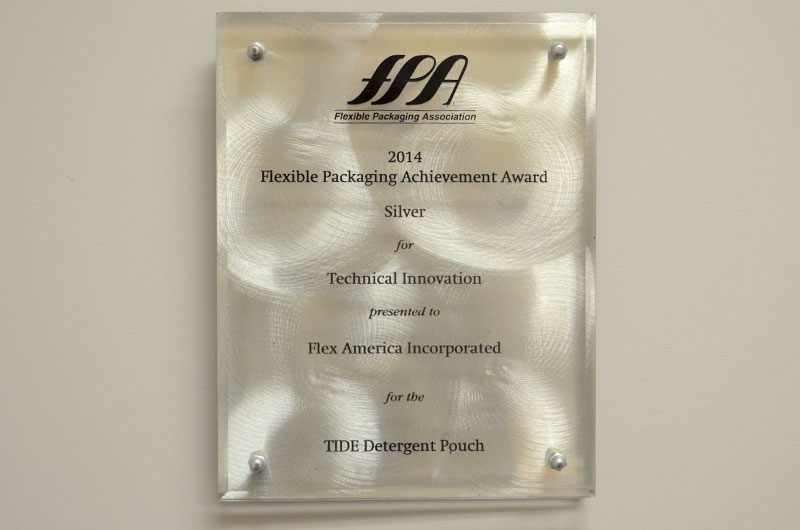 FPA
Flexible Packaging Association
2014
Flexible Packaging Achievement Award
Silver
for
Technical Innovation
presented to
Flex America Incorporated
for the
TIDE Detergent Pouch